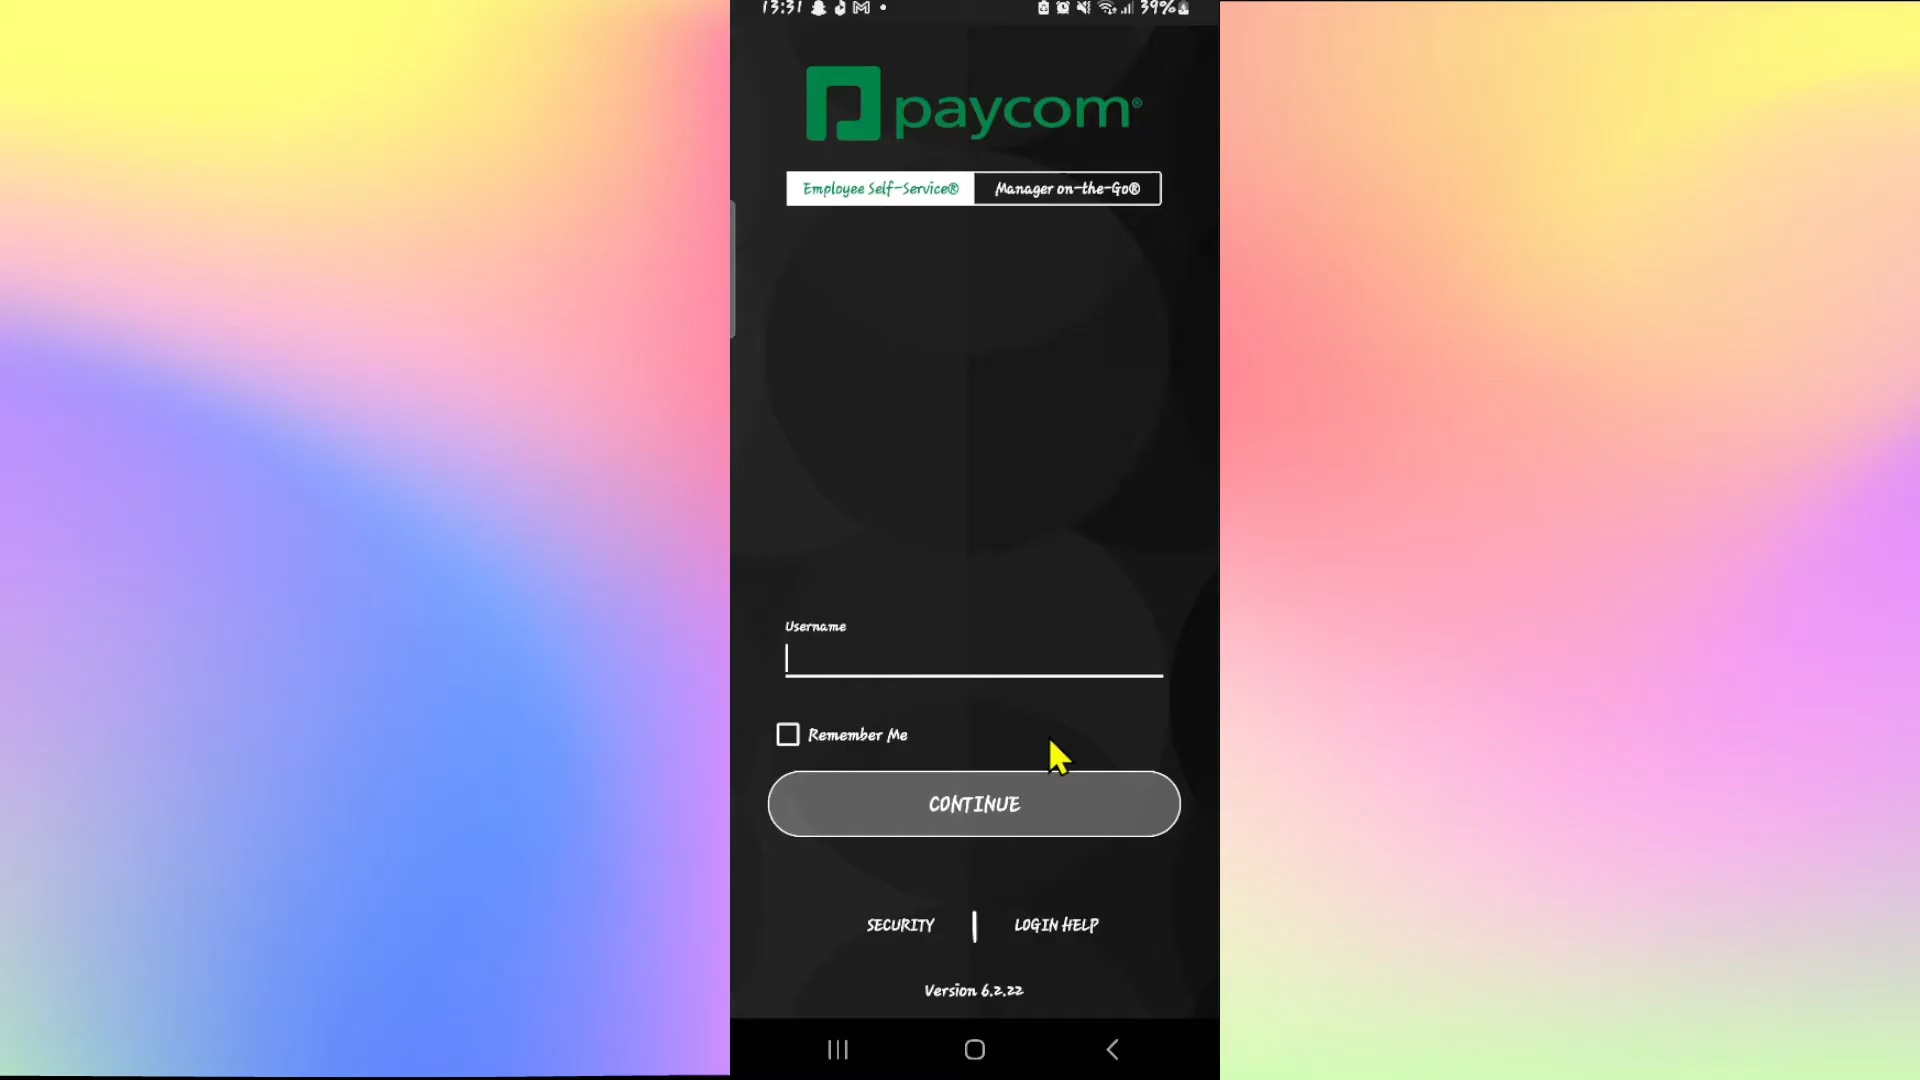 13:31 39%
paycom®
Employee Self-Service® Manager on-the-Go®
Username
Remember Me
CONTINUE
SECURITY | LOGIN HELP
Version 6.2.22